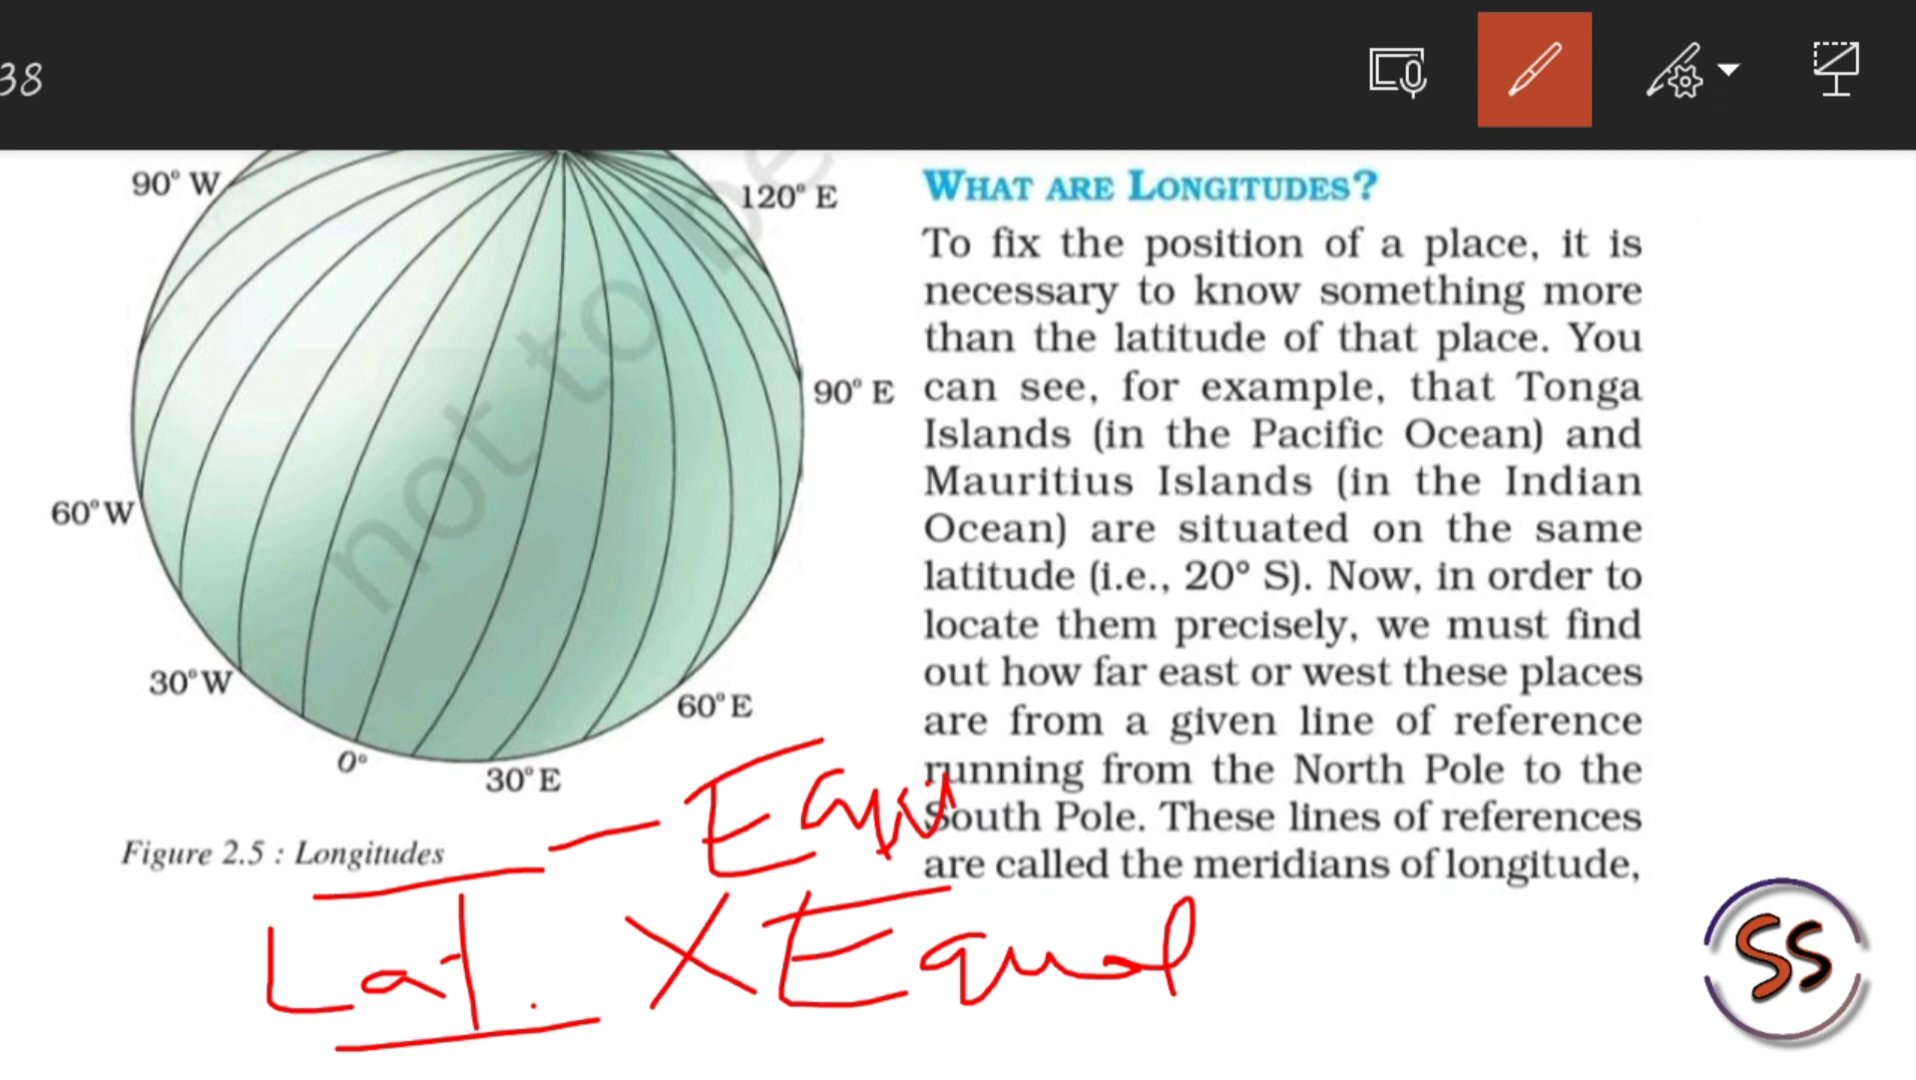 38
90° W
120° E
90° E
60° W
30° W
60° E
0°
30° E
not to be
Figure 2.5 : Longitudes
WHAT ARE LONGITUDES?
To fix the position of a place, it is
necessary to know something more
than the latitude of that place. You
can see, for example, that Tonga
Islands (in the Pacific Ocean) and
Mauritius Islands (in the Indian
Ocean) are situated on the same
latitude (i.e., 20° S). Now, in order to
locate them precisely, we must find
out how far east or west these places
are from a given line of reference
running from the North Pole to the
South Pole. These lines of references
are called the meridians of longitude,
Lat. X Equal
SS